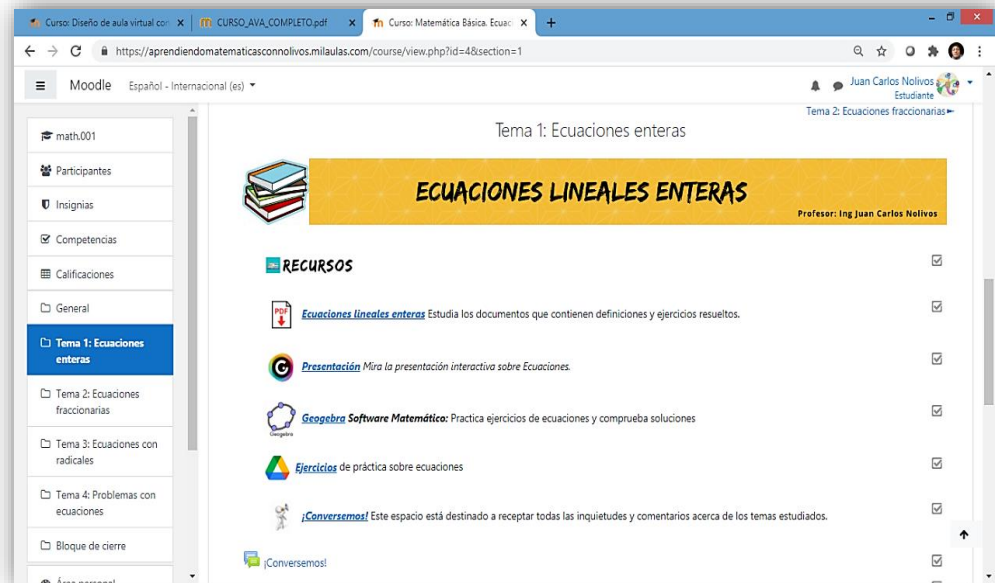 Curso: Diseño de aula virtual con
CURSO_AVA_COMPLETO.pdf
Curso: Matemática Básica. Ecuac
https://aprendiendomatematicasconnolivos.milaulas.com/course/view.php?id=4&section=1
Moodle
Español - Internacional (es)
Juan Carlos Nolivos
Estudiante
math.001
Participantes
Insignias
Competencias
Calificaciones
General
Tema 1: Ecuaciones
enteras
Tema 2: Ecuaciones
fraccionarias
Tema 3: Ecuaciones con
radicales
Tema 4: Problemas con
ecuaciones
Bloque de cierre
Área personal
Tema 2: Ecuaciones fraccionarias
Tema 1: Ecuaciones enteras
ECUACIONES LINEALES ENTERAS
Profesor: Ing Juan Carlos Nolivos
RECURSOS
PDF
Ecuaciones lineales enteras Estudia los documentos que contienen definiciones y ejercicios resueltos.
Presentación Mira la presentación interactiva sobre Ecuaciones.
Geogebra
Geogebra Software Matemático: Practica ejercicios de ecuaciones y comprueba soluciones
Ejercicios de práctica sobre ecuaciones
¡Conversemos! Este espacio está destinado a receptar todas las inquietudes y comentarios acerca de los temas estudiados.
¡Conversemos!